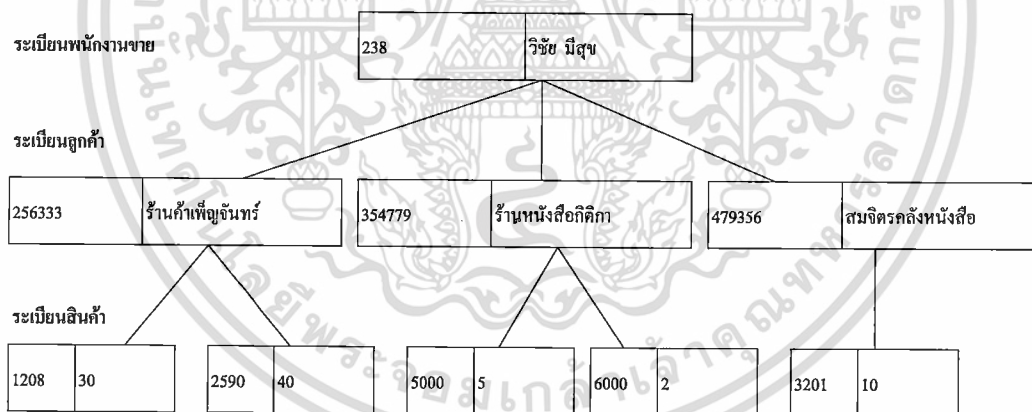 ระเบียนพนักงานขาย
238 วิชัย มีสุข
ระเบียนลูกค้า
256333 ร้านค้าเพ็ญจันทร์ 354779 ร้านหนังสือกิติกา 479356 สมจิตรคลังหนังสือ
ระเบียนสินค้า
1208 30 2590 40 5000 5 6000 2 3201 10